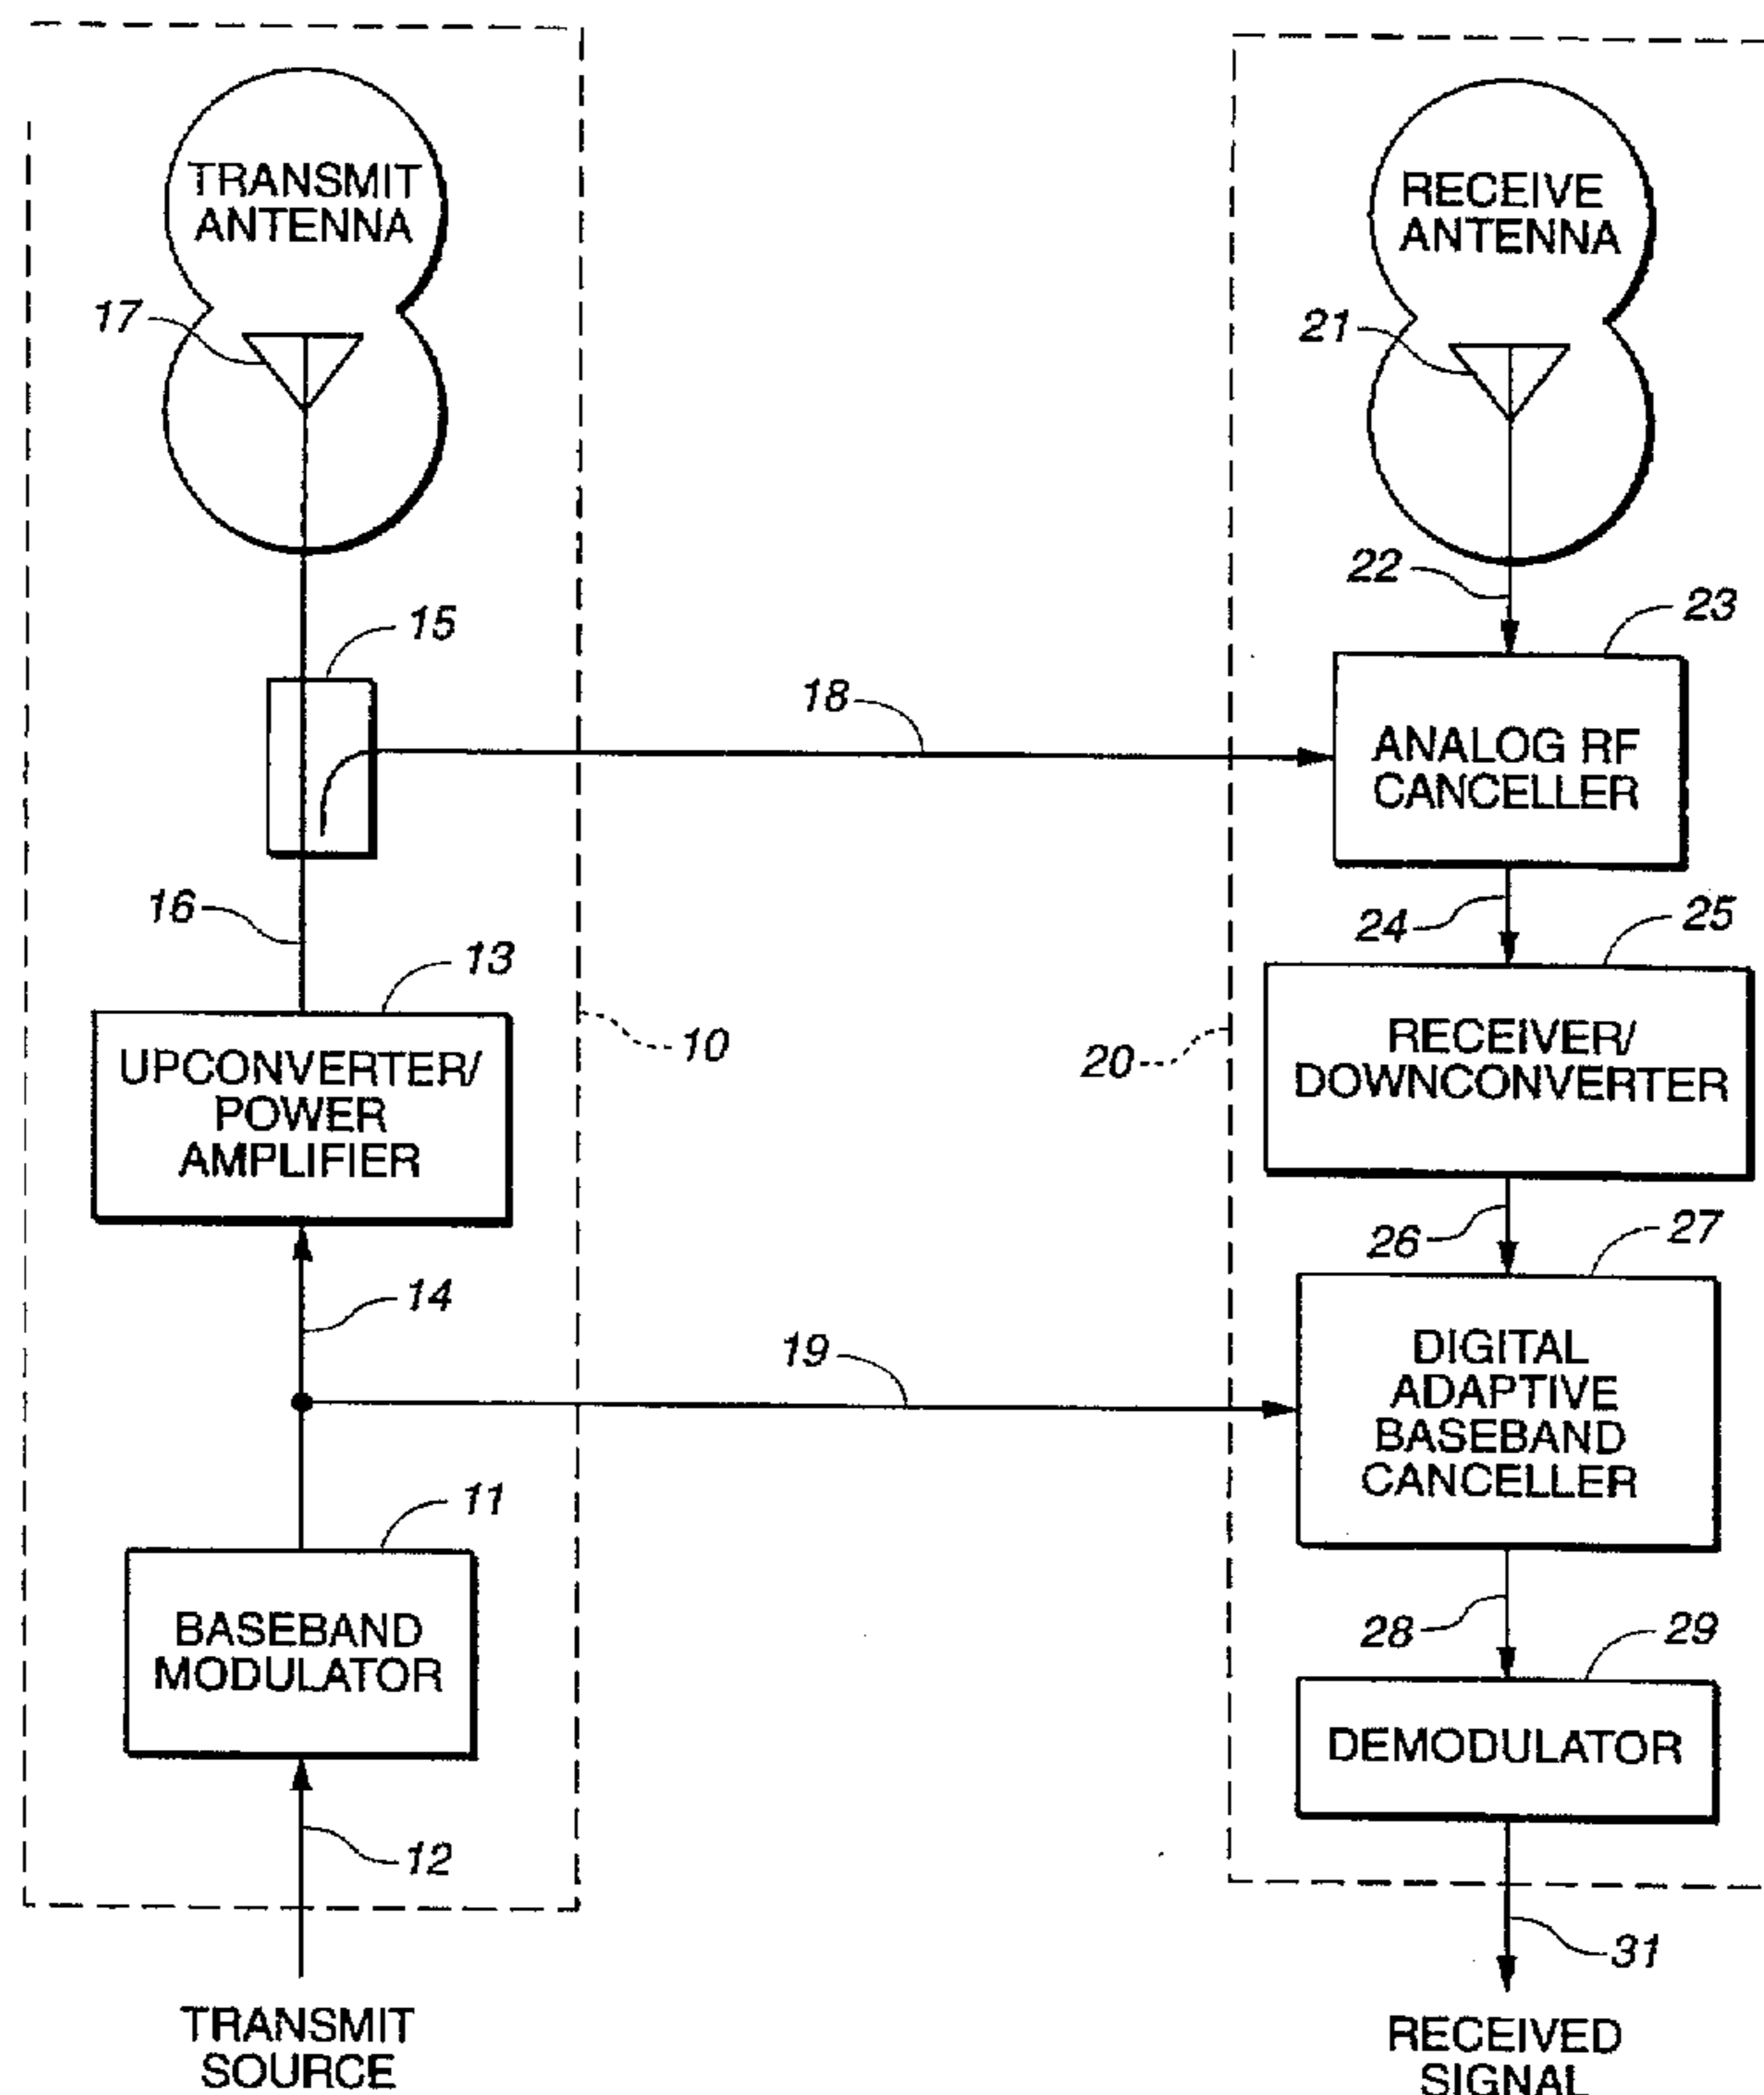 TRANSMIT
ANTENNA
17
15
18
16
13
UPCONVERTER/
POWER
AMPLIFIER
10
14
19
11
BASEBAND
MODULATOR
12
TRANSMIT
SOURCE
RECEIVE
ANTENNA
21
22
23
ANALOG RF
CANCELLER
24
25
RECEIVER/
DOWNCONVERTER
20
26
27
DIGITAL
ADAPTIVE
BASEBAND
CANCELLER
28
29
DEMODULATOR
31
RECEIVED
SIGNAL